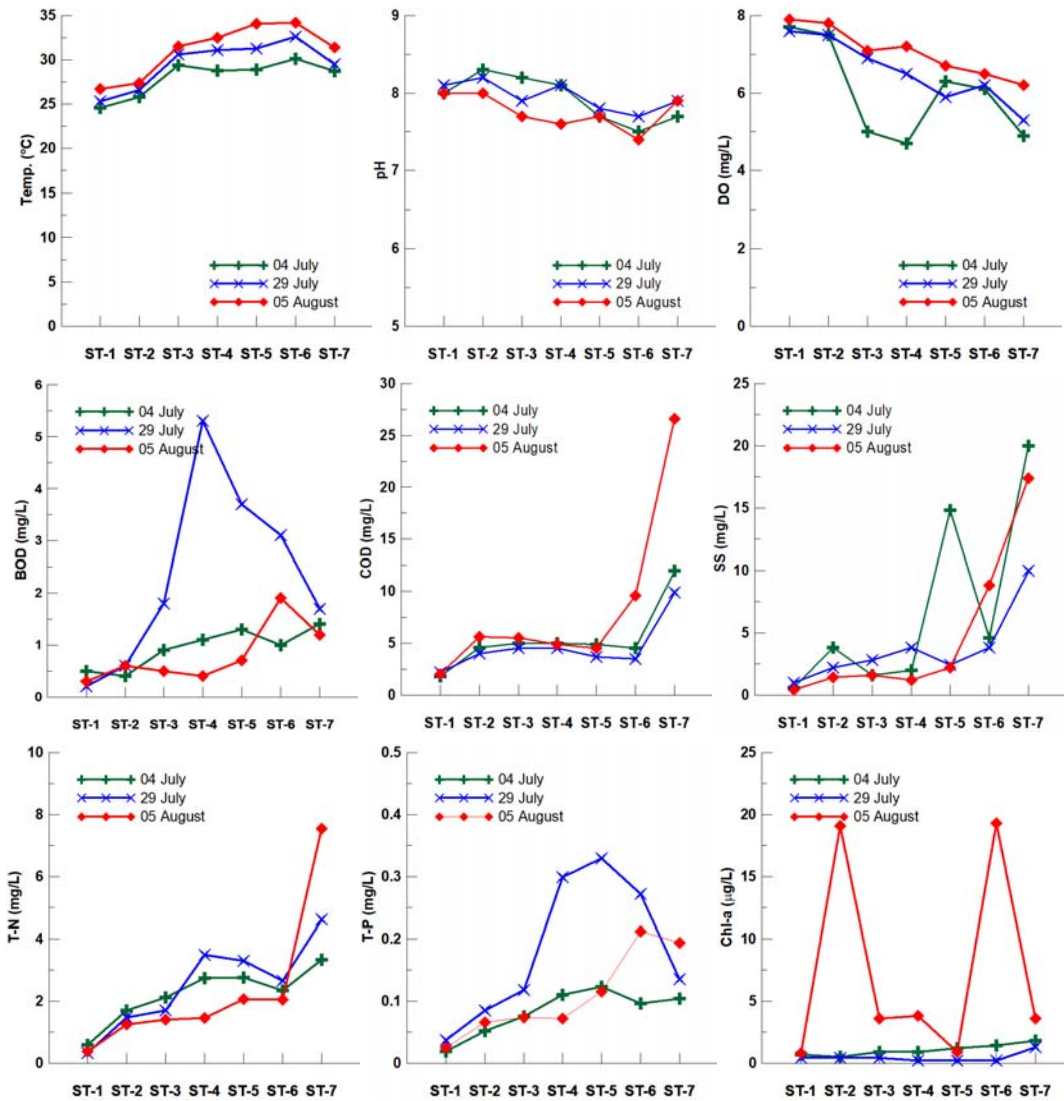 35
30
25
20
15
10
5
0
Temp. (°C)
04 July
29 July
05 August
ST-1 ST-2 ST-3 ST-4 ST-5 ST-6 ST-7
9
8
7
6
5
pH
04 July
29 July
05 August
ST-1 ST-2 ST-3 ST-4 ST-5 ST-6 ST-7
8
6
4
2
0
DO (mg/L)
04 July
29 July
05 August
ST-1 ST-2 ST-3 ST-4 ST-5 ST-6 ST-7
6
5
4
3
2
1
0
BOD (mg/L)
04 July
29 July
05 August
ST-1 ST-2 ST-3 ST-4 ST-5 ST-6 ST-7
30
25
20
15
10
5
0
COD (mg/L)
04 July
29 July
05 August
ST-1 ST-2 ST-3 ST-4 ST-5 ST-6 ST-7
25
20
15
10
5
0
SS (mg/L)
04 July
29 July
05 August
ST-1 ST-2 ST-3 ST-4 ST-5 ST-6 ST-7
10
8
6
4
2
0
T-N (mg/L)
04 July
29 July
05 August
ST-1 ST-2 ST-3 ST-4 ST-5 ST-6 ST-7
0.5
0.4
0.3
0.2
0.1
0
T-P (mg/L)
04 July
29 July
05 August
ST-1 ST-2 ST-3 ST-4 ST-5 ST-6 ST-7
25
20
15
10
5
0
Chl-a (μg/L)
04 July
29 July
05 August
ST-1 ST-2 ST-3 ST-4 ST-5 ST-6 ST-7